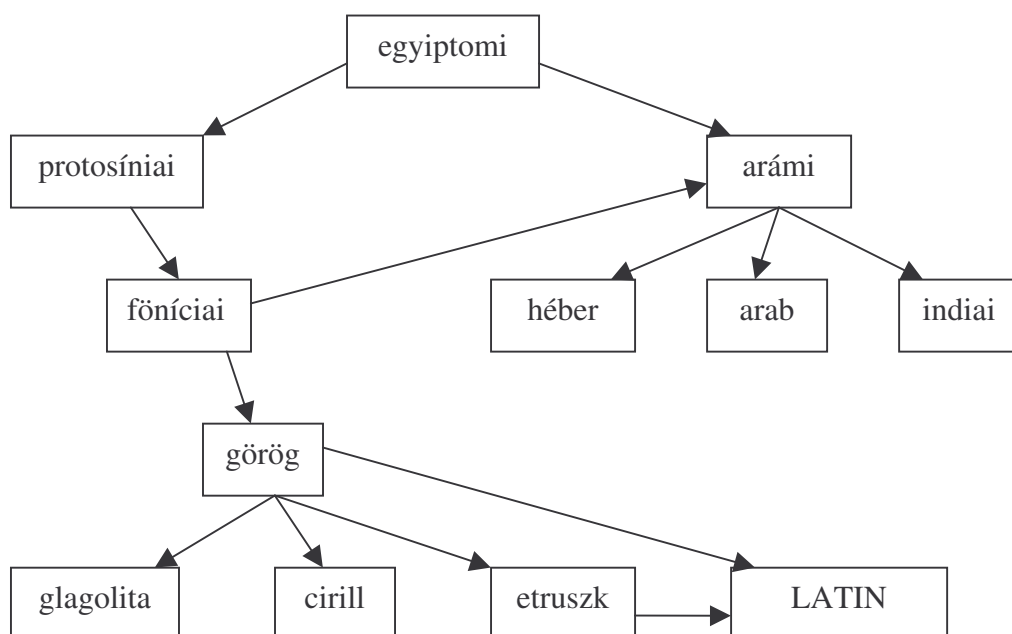 egyiptomi
protosíniai
arámi
föníciai
héber
arab
indiai
görög
glagolita
cirill
etruszk
LATIN